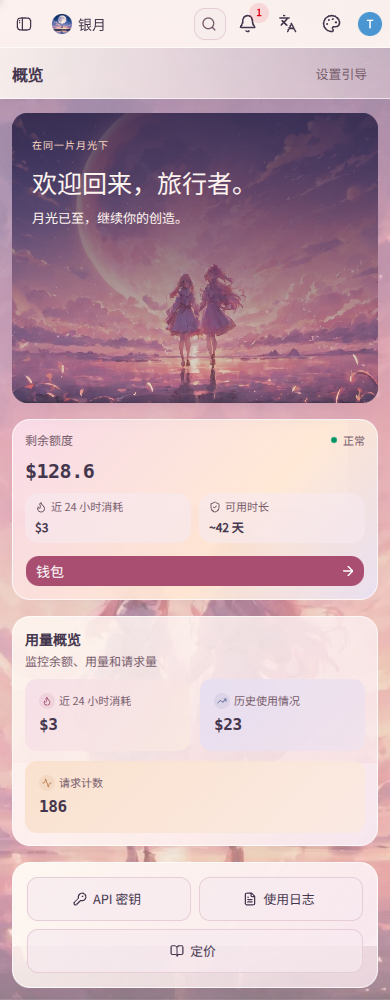 银月
1
T
概览
设置引导
在同一片月光下
欢迎回来，旅行者。
月光已至，继续你的创造。
剩余额度
正常
$128.6
近 24 小时消耗
可用时长
$3
~42 天
钱包
用量概览
监控余额、用量和请求量
近 24 小时消耗
历史使用情况
$3
$23
请求计数
186
API 密钥
使用日志
定价